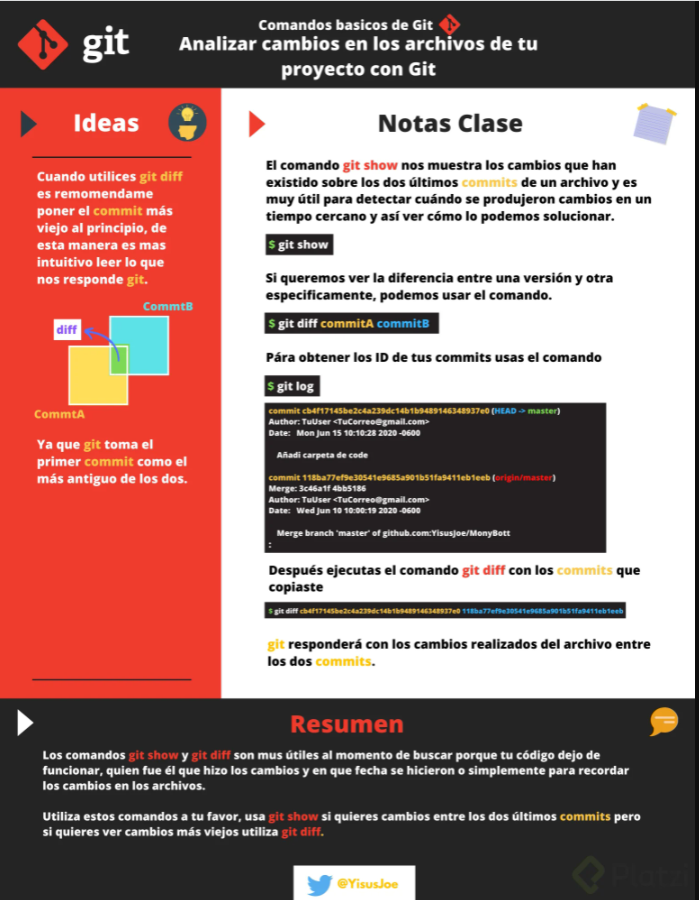 git
Comandos basicos de Git
Analizar cambios en los archivos de tu
proyecto con Git
Ideas
Cuando utilices git diff
es remomendame
poner el commit más
viejo al principio, de
esta manera es mas
intuitivo leer lo que
nos responde git.
CommtB
diff
CommtA
Ya que git toma el
primer commit como el
más antiguo de los dos.
Notas Clase
El comando git show nos muestra los cambios que han
existido sobre los dos últimos commits de un archivo y es
muy útil para detectar cuándo se produjeron cambios en un
tiempo cercano y así ver cómo lo podemos solucionar.
$ git show
Si queremos ver la diferencia entre una versión y otra
especificamente, podemos usar el comando.
$ git diff commitA commitB
Pára obtener los ID de tus commits usas el comando
$ git log
commit cb4f17145be2c4a239dc14b1b9489146348937e0 (HEAD -> master)
Author: TuUser <TuCorreo@gmail.com>
Date: Mon Jun 15 10:10:28 2020 -0600
Añadi carpeta de code
commit 118ba77ef9e30541e9685a901b51fa9411eb1eeb (origin/master)
Merge: 3c46a1f 4bb5186
Author: TuUser <TuCorreo@gmail.com>
Date: Wed Jun 10 10:00:19 2020 -0600
Merge branch 'master' of github.com:YisusJoe/MonyBott
:
Después ejecutas el comando git diff con los commits que
copiaste
$ git diff cb4f17145be2c4a239dc14b1b9489146348937e0 118ba77ef9e30541e9685a901b51fa9411eb1eeb
git responderá con los cambios realizados del archivo entre
los dos commits.
Resumen
Los comandos git show y git diff son mus útiles al momento de buscar porque tu código dejo de
funcionar, quien fue él que hizo los cambios y en que fecha se hicieron o simplemente para recordar
los cambios en los archivos.
Utiliza estos comandos a tu favor, usa git show si quieres cambios entre los dos últimos commits pero
si quieres ver cambios más viejos utiliza git diff.
@YisusJoe
Platzi